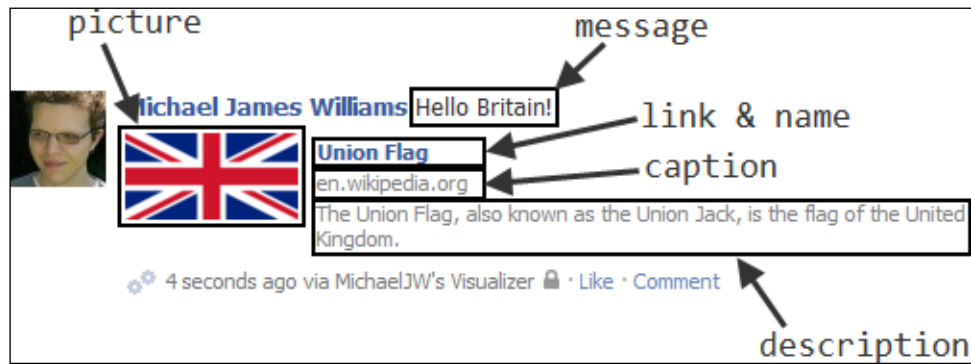 picture
message
Michael James Williams Hello Britain!
link & name
Union Flag
caption
en.wikipedia.org
The Union Flag, also known as the Union Jack, is the flag of the United
Kingdom.
4 seconds ago via MichaelJW's Visualizer · Like · Comment
description